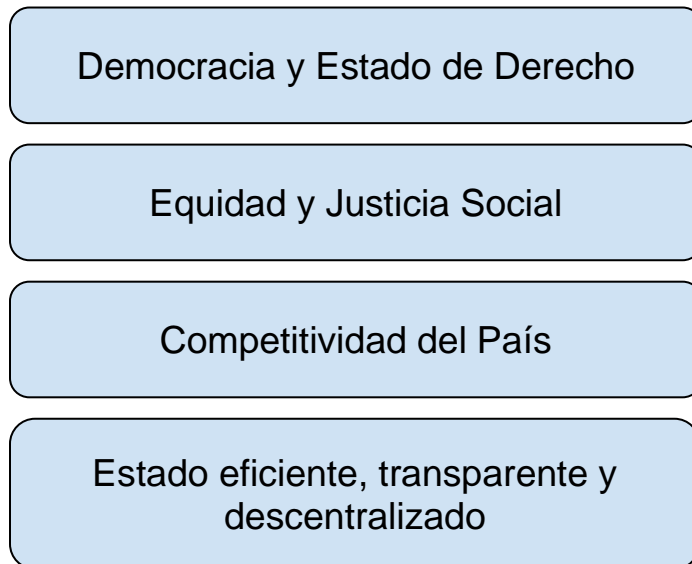 Democracia y Estado de Derecho
Equidad y Justicia Social
Competitividad del País
Estado eficiente, transparente y
descentralizado